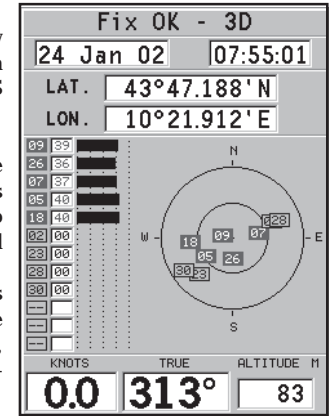 Fix OK - 3D
24 Jan 02 07:55:01
LAT. 43°47.188'N
LON. 10°21.912'E
09 39
26 36
07 37
05 40
18 40
02 00
23 00
28 00
30 00
--
--
--
N
W - - E
S
28
07
09
18
05 26
30 23
KNOTS TRUE ALTITUDE M
0.0 313° 83